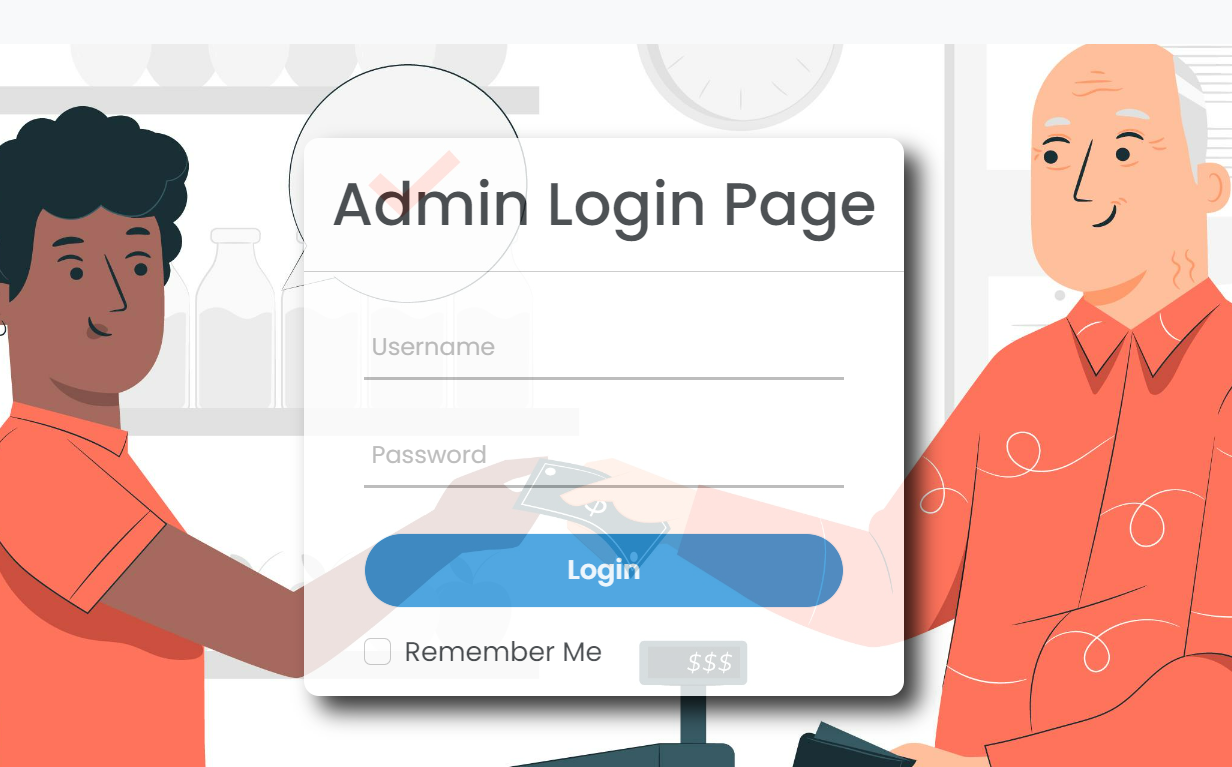 Admin Login Page
Username
Password
$
Login
Remember Me
$$$